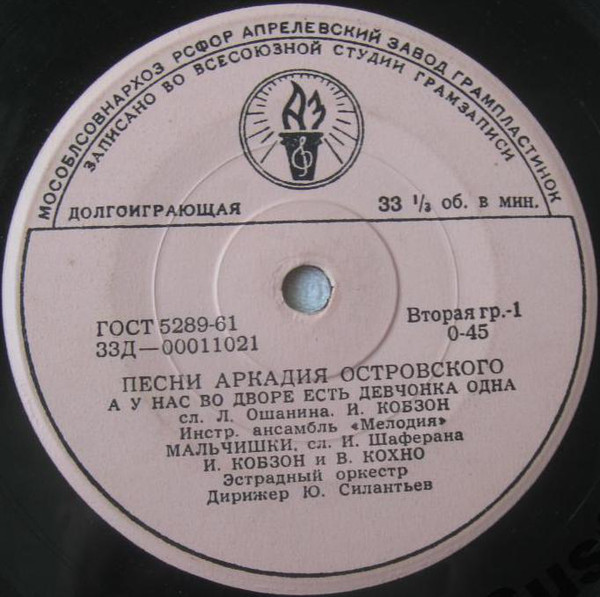 МОСОБЛСОВНАРХОЗ РСФСР АПРЕЛЕВСКИЙ ЗАВОД ГРАМПЛАСТИНОК
ЗАПИСАНО ВО ВСЕСОЮЗНОЙ СТУДИИ ГРАМЗАПИСИ
АЗ
ДОЛГОИГРАЮЩАЯ 33 ⅓ об. в мин.
ГОСТ 5289-61 Вторая гр.-1
33Д—00011021 0-45
ПЕСНИ АРКАДИЯ ОСТРОВСКОГО
А У НАС ВО ДВОРЕ ЕСТЬ ДЕВЧОНКА ОДНА
сл. Л. Ошанина. И. КОБЗОН
Инстр. ансамбль «Мелодия»
МАЛЬЧИШКИ, сл. И. Шаферана
И. КОБЗОН и В. КОХНО
Эстрадный оркестр
Дирижер Ю. Силантьев